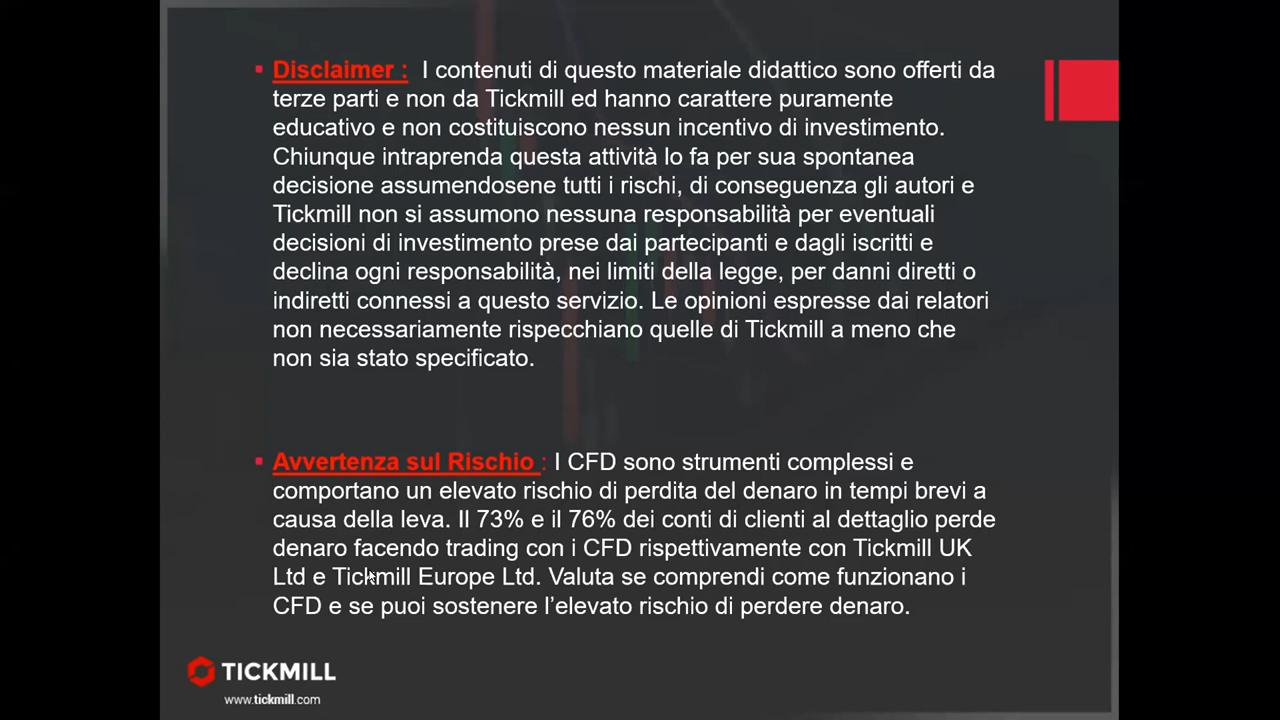 Disclaimer : I contenuti di questo materiale didattico sono offerti da
terze parti e non da Tickmill ed hanno carattere puramente
educativo e non costituiscono nessun incentivo di investimento.
Chiunque intraprenda questa attività lo fa per sua spontanea
decisione assumendosene tutti i rischi, di conseguenza gli autori e
Tickmill non si assumono nessuna responsabilità per eventuali
decisioni di investimento prese dai partecipanti e dagli iscritti e
declina ogni responsabilità, nei limiti della legge, per danni diretti o
indiretti connessi a questo servizio. Le opinioni espresse dai relatori
non necessariamente rispecchiano quelle di Tickmill a meno che
non sia stato specificato.
Avvertenza sul Rischio : I CFD sono strumenti complessi e
comportano un elevato rischio di perdita del denaro in tempi brevi a
causa della leva. Il 73% e il 76% dei conti di clienti al dettaglio perde
denaro facendo trading con i CFD rispettivamente con Tickmill UK
Ltd e Tickmill Europe Ltd. Valuta se comprendi come funzionano i
CFD e se puoi sostenere l’elevato rischio di perdere denaro.
TICKMILL
www.tickmill.com